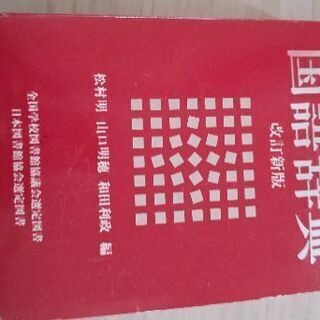 国語辞典
改訂新版
松村明 山口明穂 和田利政 編
全国学校図書館協議会選定図書
日本図書館協会選定図書